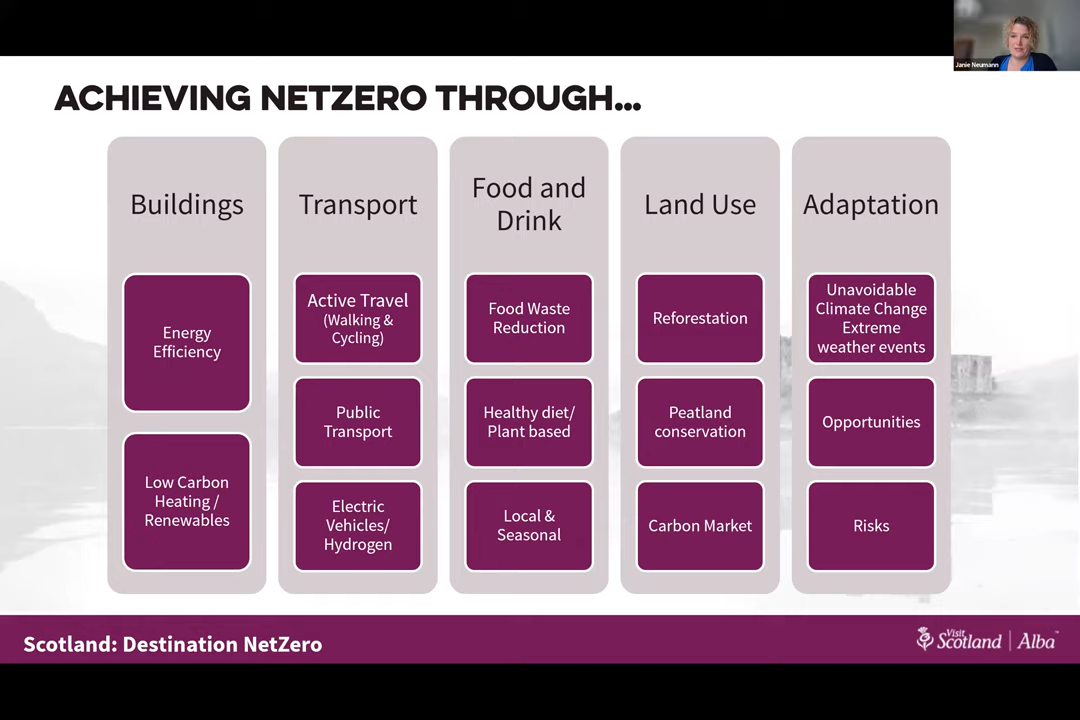 Janie Neumann
ACHIEVING NETZERO THROUGH...
Buildings
Energy
Efficiency
Low Carbon
Heating /
Renewables
Transport
Active Travel
(Walking &
Cycling)
Public
Transport
Electric
Vehicles/
Hydrogen
Food and
Drink
Food Waste
Reduction
Healthy diet/
Plant based
Local &
Seasonal
Land Use
Reforestation
Peatland
conservation
Carbon Market
Adaptation
Unavoidable
Climate Change
Extreme
weather events
Opportunities
Risks
Scotland: Destination NetZero
Visit
Scotland | Alba™